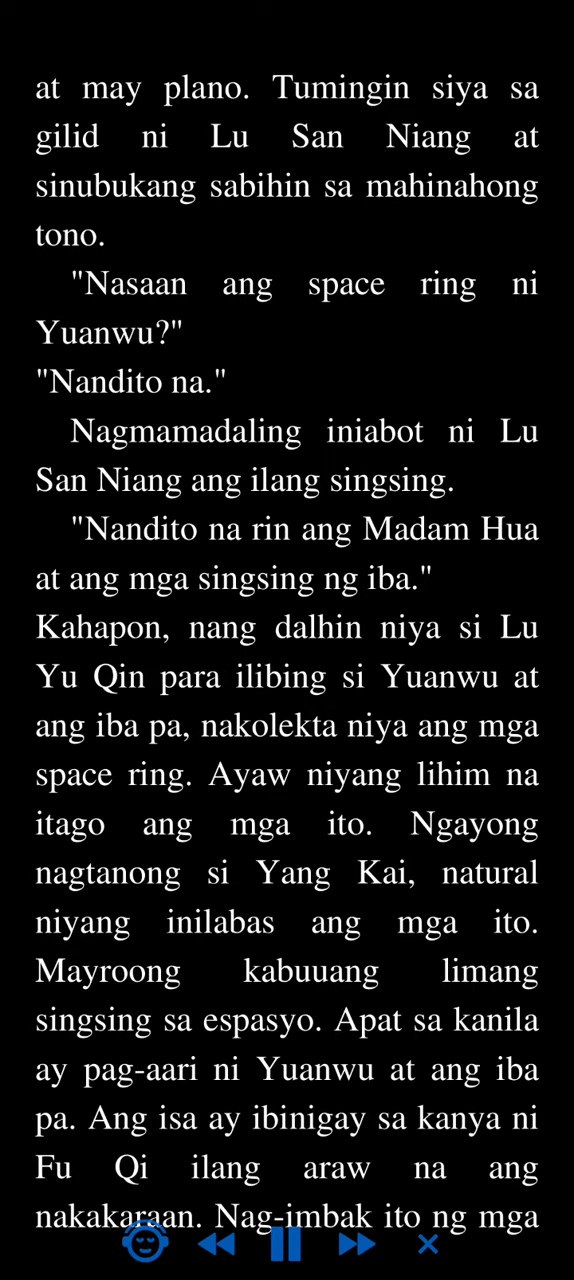 at may plano. Tumingin siya sa
gilid ni Lu San Niang at
sinubukang sabihin sa mahinahong
tono.
"Nasaan ang space ring ni
Yuanwu?"
"Nandito na."
Nagmamadaling iniabot ni Lu
San Niang ang ilang singsing.
"Nandito na rin ang Madam Hua
at ang mga singsing ng iba."
Kahapon, nang dalhin niya si Lu
Yu Qin para ilibing si Yuanwu at
ang iba pa, nakolekta niya ang mga
space ring. Ayaw niyang lihim na
itago ang mga ito. Ngayong
nagtanong si Yang Kai, natural
niyang inilabas ang mga ito.
Mayroong kabuuang limang
singsing sa espasyo. Apat sa kanila
ay pag-aari ni Yuanwu at ang iba
pa. Ang isa ay ibinigay sa kanya ni
Fu Qi ilang araw na ang
nakakaraan. Nag-imbak ito ng mga